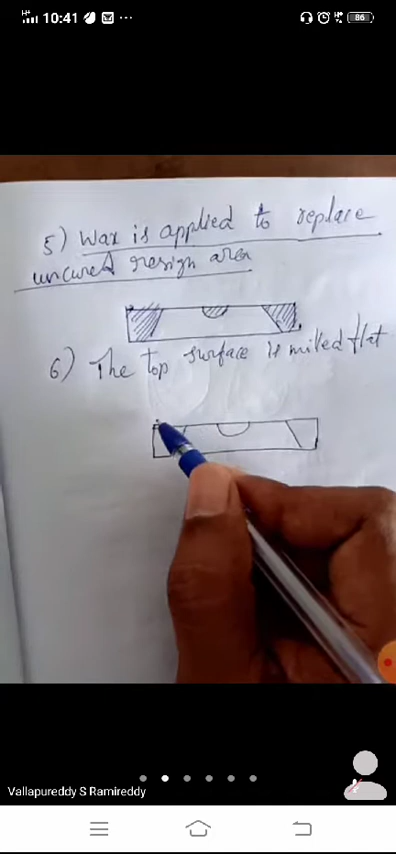 H+ 10:41 86
5) Wax is applied to replace
uncured resign area
6) The top surface is milled flat
Vallapureddy S Ramireddy